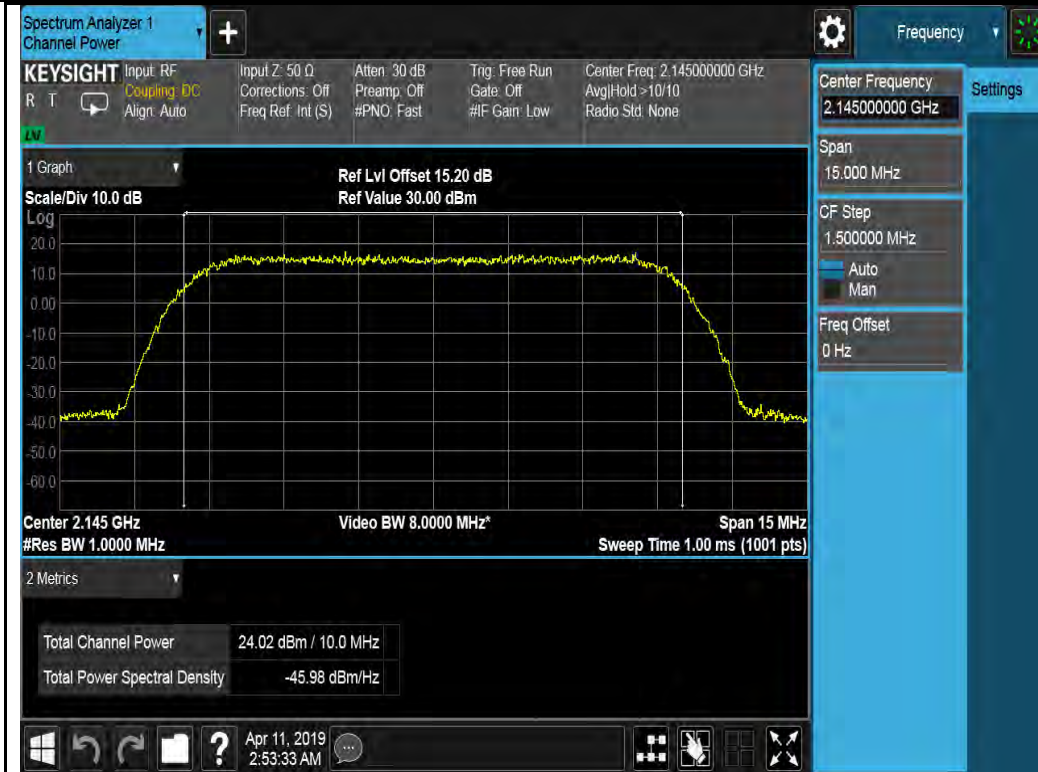 Spectrum Analyzer 1
Channel Power
+
Frequency
KEYSIGHT
R T
LV
Input: RF
Coupling: DC
Align: Auto
Input Z: 50 Ω
Corrections: Off
Freq Ref: Int (S)
Atten: 30 dB
Preamp: Off
#PNO: Fast
Trig: Free Run
Gate: Off
#IF Gain: Low
Center Freq: 2.145000000 GHz
Avg|Hold >10/10
Radio Std: None
Center Frequency
2.145000000 GHz
Settings
Span
15.000 MHz
CF Step
1.500000 MHz
Auto
Man
Freq Offset
0 Hz
1 Graph
Scale/Div 10.0 dB
Ref Lvl Offset 15.20 dB
Ref Value 30.00 dBm
Log
20.0
10.0
0.00
-10.0
-20.0
-30.0
-40.0
-50.0
-60.0
Center 2.145 GHz
#Res BW 1.0000 MHz
Video BW 8.0000 MHz*
Span 15 MHz
Sweep Time 1.00 ms (1001 pts)
2 Metrics
Total Channel Power 24.02 dBm / 10.0 MHz
Total Power Spectral Density -45.98 dBm/Hz
?
Apr 11, 2019
2:53:33 AM